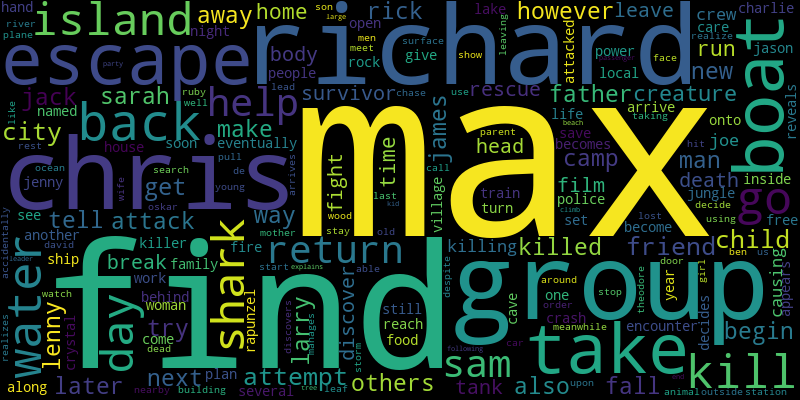 max
find
richard
chris
group
escape
island
boat
take
kill
back
help
return
water
shark
day
go
sam
away
home
rick
however
leave
crew
care
charlie
hand
river
plane
son
large
night
open
men
meet
surface
leaving
show
attacked
power
local
face
run
new
realize
jason
party
ruby
well
like
jack
named
sarah
body
people
lead
rock
give
survivor
chase
use
rescue
father
creature
arrive
beach
taking
life
save
becomes
onto
joe
hit
reveals
city
house
make
soon
eventually
james
parent
head
camp
man
death
inside
jungle
film
police
decide
using
free
rest
ocean
jenny
search
pull
de
young
get
wife
oskar
arrives
fight
time
last
kid
wood
stay
old
call
village
train
turn
set
become
lost
climb
child
accidentally
see
another
david
leader
tell
attack
way
mother
killer
fire
family
break
work
ship
watch
lenny
crystal
realizes
behind
woman
come
dead
try
rapunzel
start
explains
able
discovers
larry
manages
discover
storm
still
reach
food
despite
killing
killed
friend
cave
around
one
order
crash
meanwhile
stop
theodore
year
door
girl
decides
ben
us
encounter
causing
appears
begin
along
later
nearby
next
plan
building
several
attempt
tree
leaf
others
following
car
tank
also
upon
fall
end
animal
outside
station